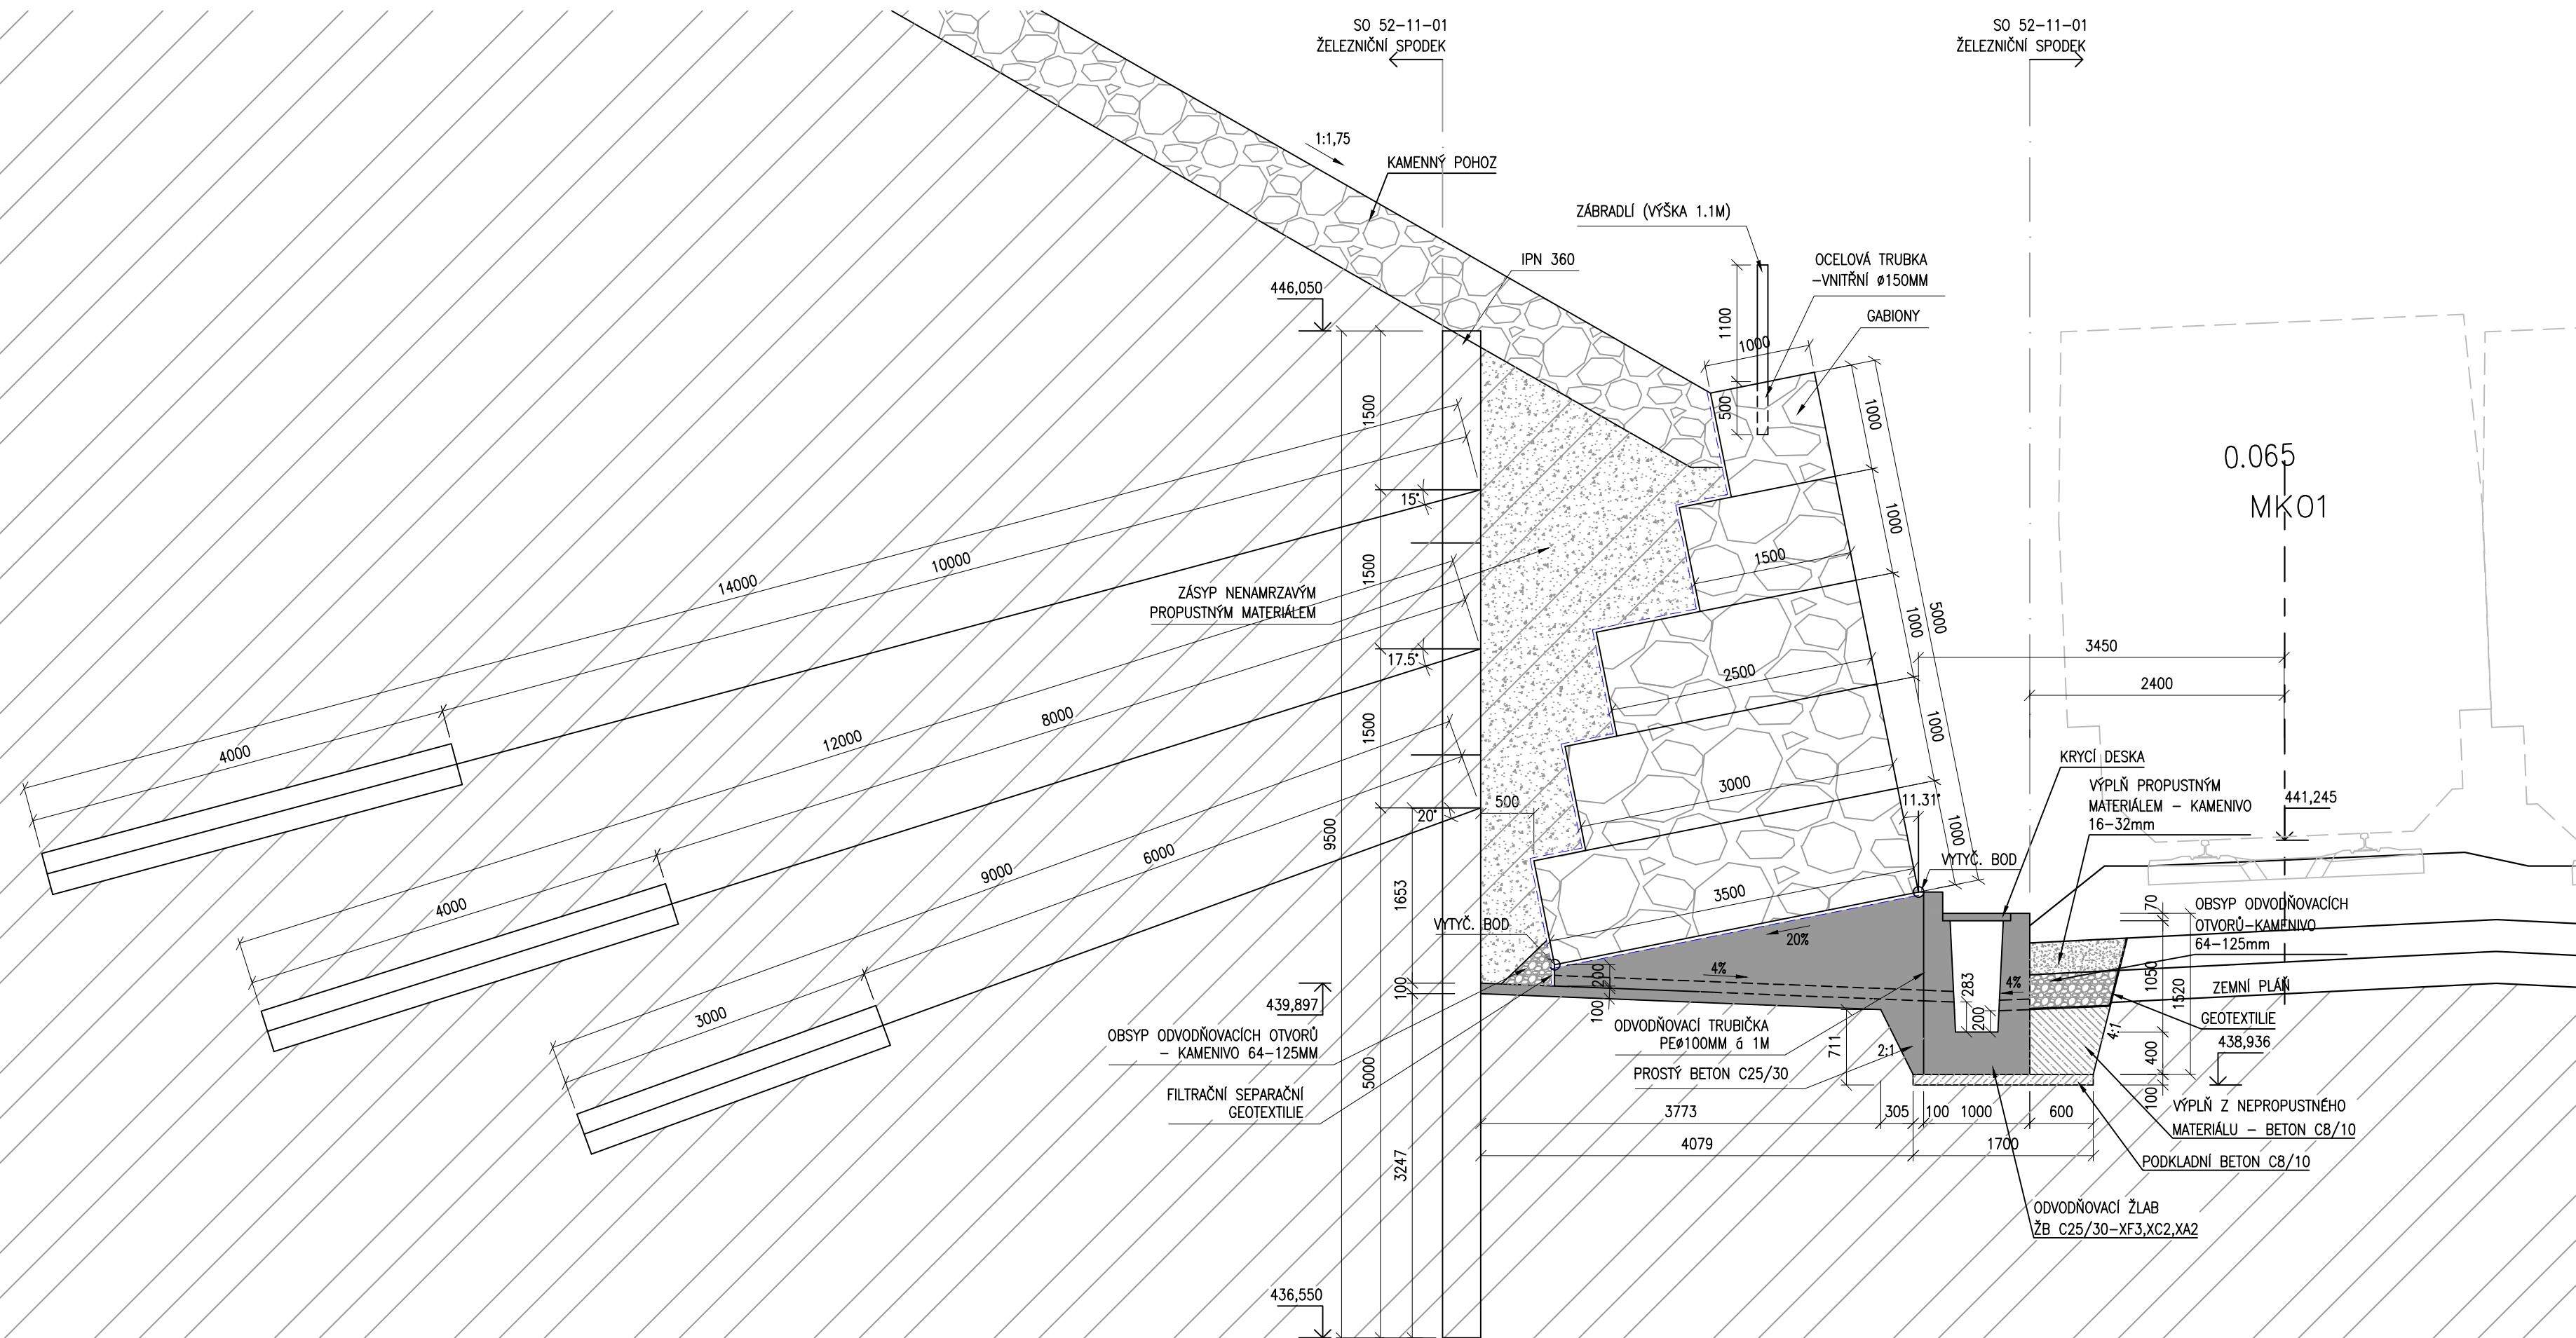 SO 52-11-01
ŽELEZNIČNÍ SPODEK
SO 52-11-01
ŽELEZNIČNÍ SPODEK
1:1,75
KAMENNÝ POHOZ
ZÁBRADLÍ (VÝŠKA 1.1M)
IPN 360
OCELOVÁ TRUBKA
-VNITŘNÍ ø150MM
GABIONY
446,050
1100
1000
500
1500
1000
15°
0.065
MK01
1000
1500
1500
10000
14000
ZÁSYP NENAMRZAVÝM
PROPUSTNÝM MATERIÁLEM
1000
5000
17.5°
3450
2500
2400
8000
12000
4000
1500
1000
KRYCÍ DESKA
3000
VÝPLŇ PROPUSTNÝM
MATERIÁLEM - KAMENIVO
16-32mm
441,245
500
11.31°
20°
9500
1000
6000
9000
VYTYČ. BOD
3500
1653
4000
70
OBSYP ODVODŇOVACÍCH
OTVORŮ-KAMENIVO
64-125mm
VYTYČ. BOD
20%
4%
200
283
4%
1050
1520
ZEMNÍ PLÁŇ
100
439,897
100
200
3000
GEOTEXTILIE
OBSYP ODVODŇOVACÍCH OTVORŮ
- KAMENIVO 64-125MM
ODVODŇOVACÍ TRUBIČKA
PEø100MM á 1M
711
2:1
4:1
438,936
400
PROSTÝ BETON C25/30
5000
FILTRAČNÍ SEPARAČNÍ
GEOTEXTILIE
100
3773
305
100
1000
600
VÝPLŇ Z NEPROPUSTNÉHO
MATERIÁLU - BETON C8/10
4079
1700
3247
PODKLADNÍ BETON C8/10
ODVODŇOVACÍ ŽLAB
ŽB C25/30-XF3,XC2,XA2
436,550